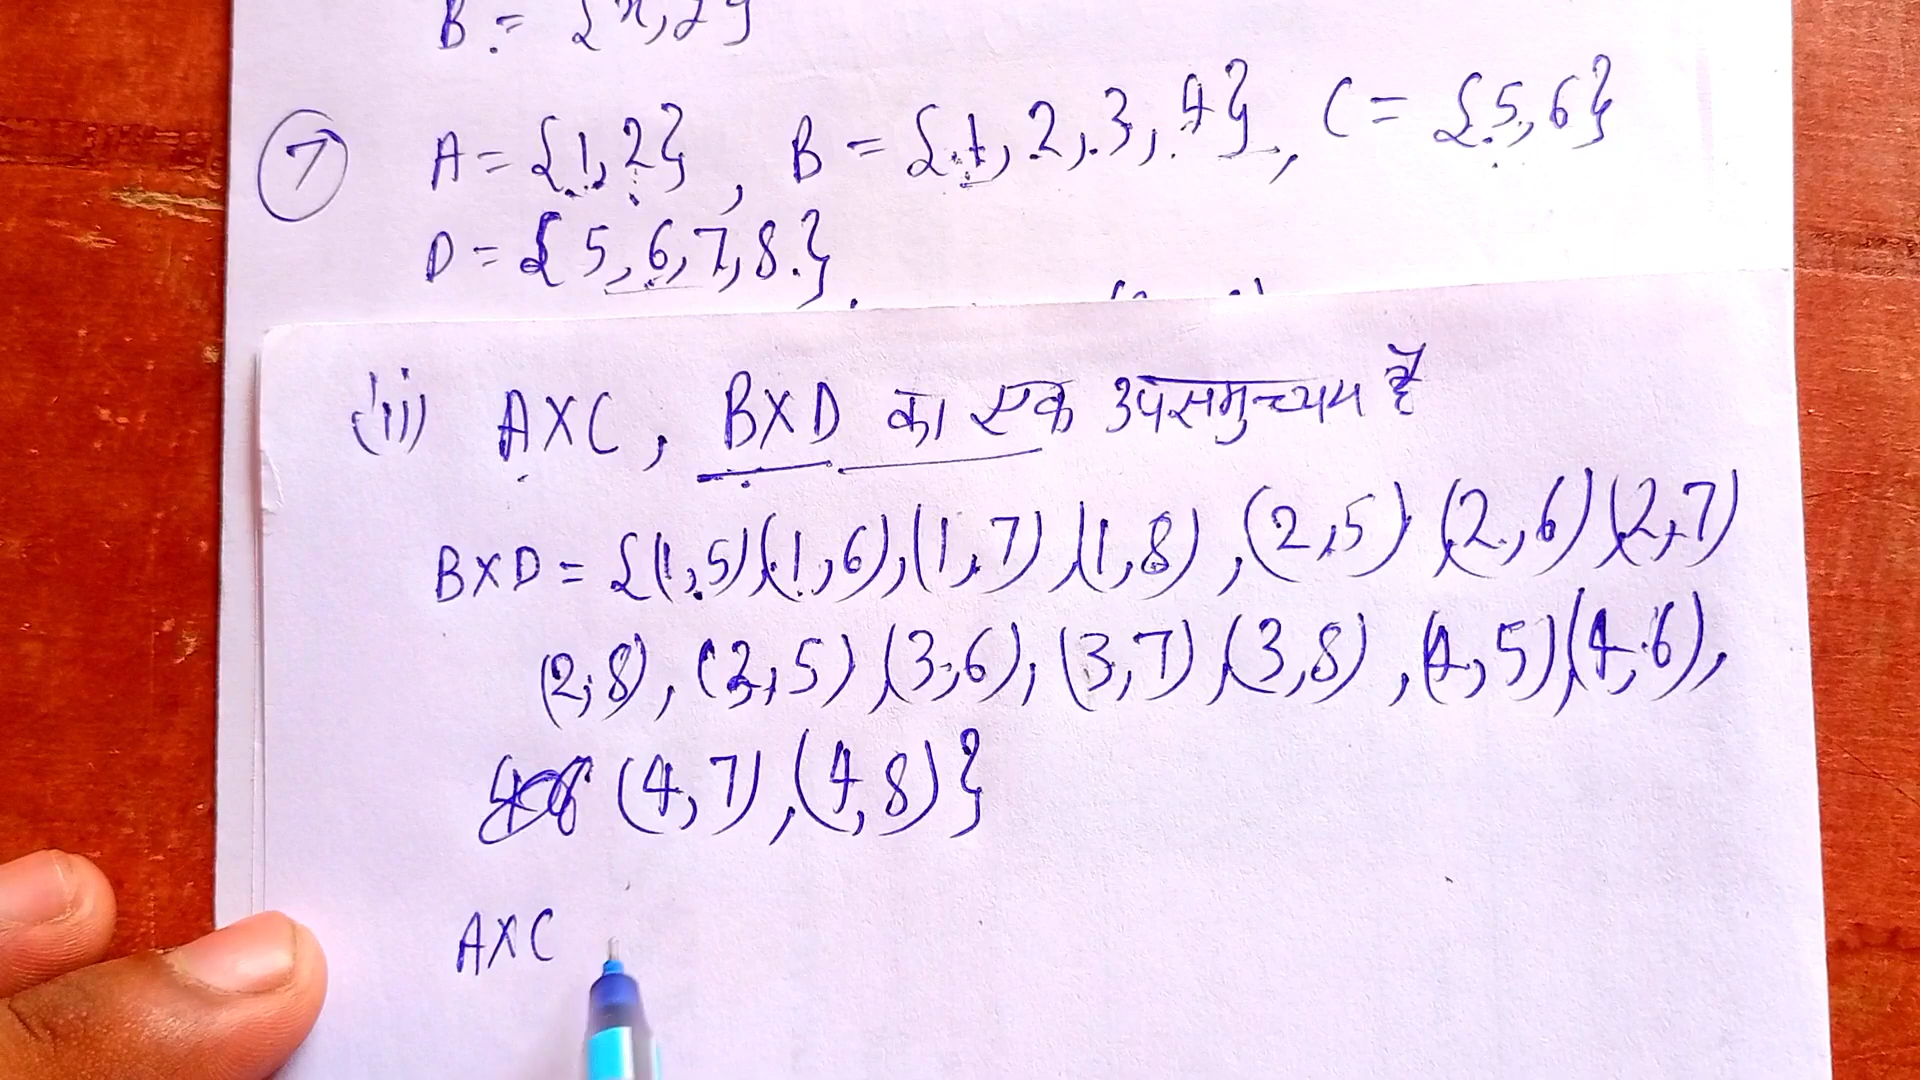 B = {x, 2}
7 A = {1, 2}, B = {1, 2, 3, 4}, C = {5, 6}
D = {5, 6, 7, 8}
(ii) A×C, B×D का एक उपसमुच्चय है
B×D = {(1,5),(1,6),(1,7),(1,8),(2,5),(2,6)(2,7)
(2,8),(3,5),(3,6),(3,7),(3,8),(4,5),(4,6),
(4,7),(4,8)}
A×C